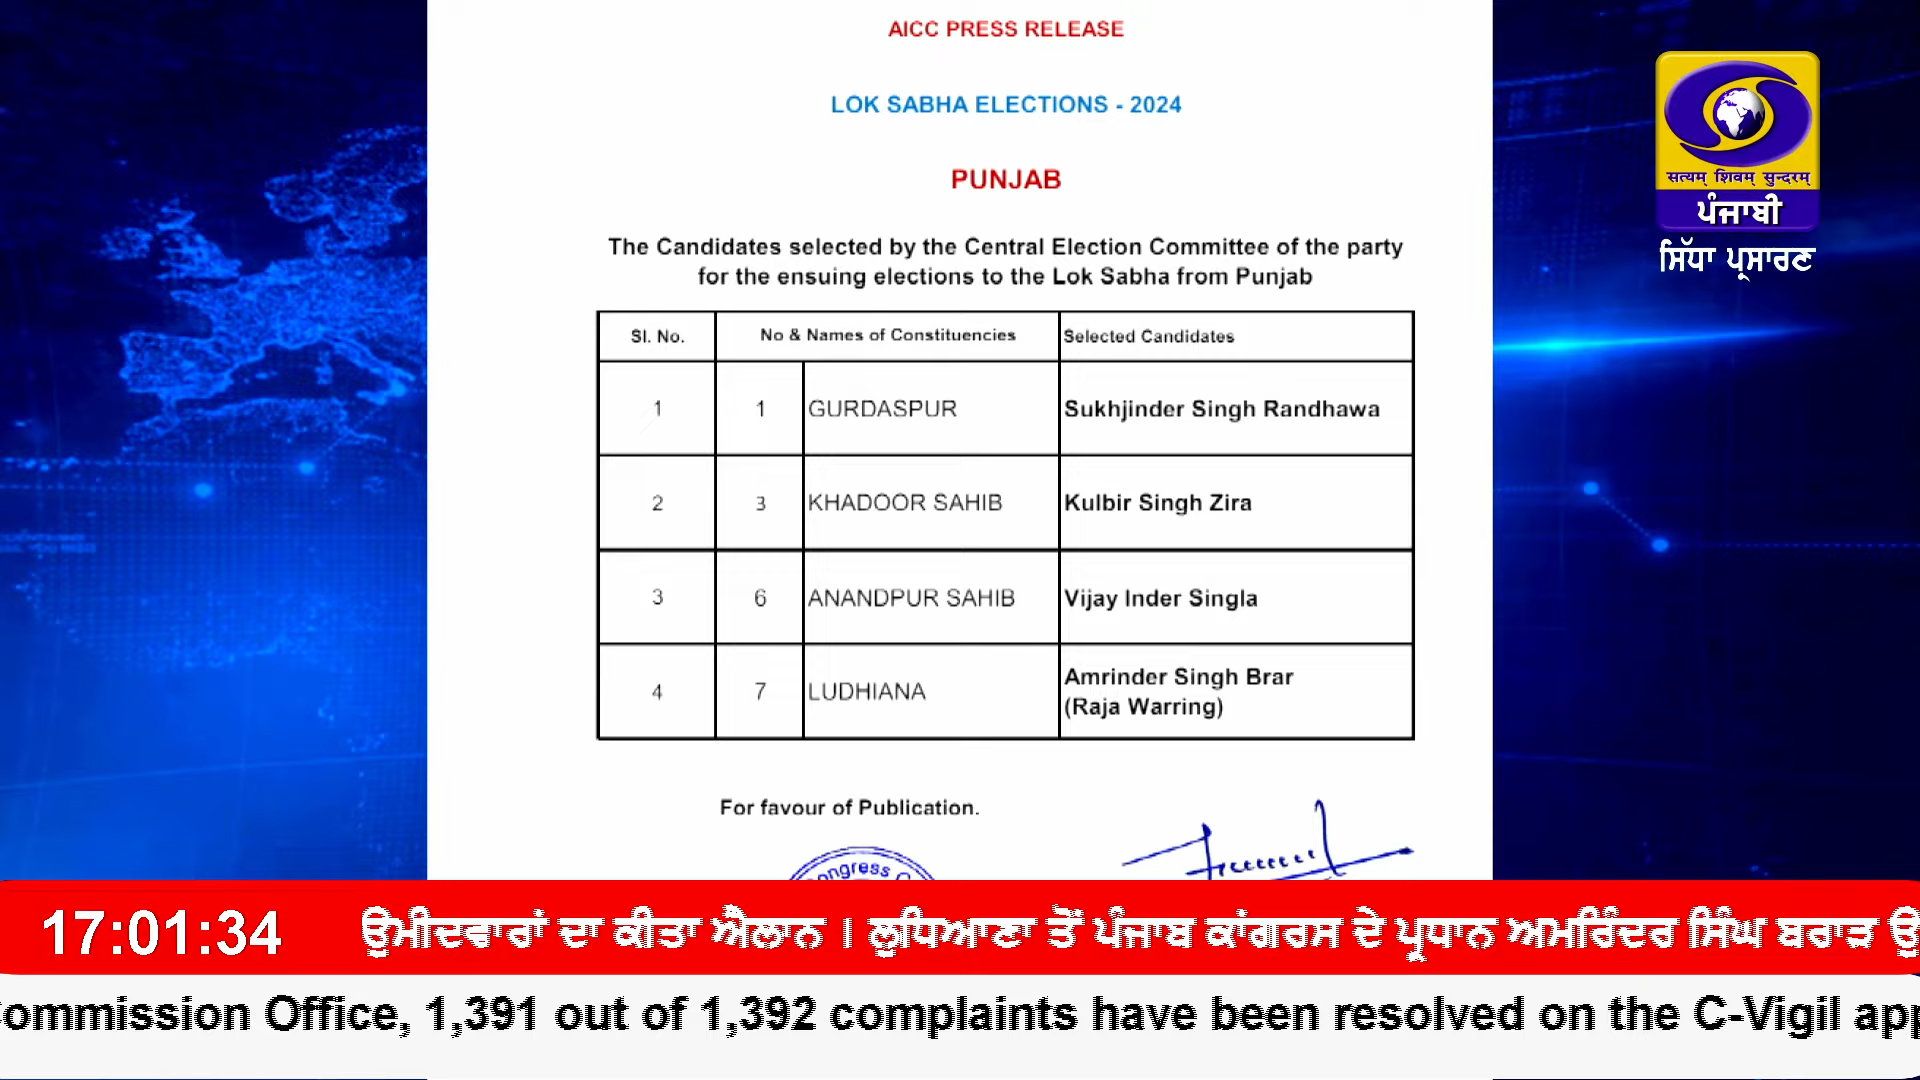 AICC PRESS RELEASE
LOK SABHA ELECTIONS - 2024
PUNJAB
The Candidates selected by the Central Election Committee of the party
for the ensuing elections to the Lok Sabha from Punjab
Sl. No. No & Names of Constituencies Selected Candidates
1 1 GURDASPUR Sukhjinder Singh Randhawa
2 3 KHADOOR SAHIB Kulbir Singh Zira
3 6 ANANDPUR SAHIB Vijay Inder Singla
4 7 LUDHIANA Amrinder Singh Brar
(Raja Warring)
For favour of Publication.
ongress
सत्यम् शिवम् सुन्दरम्
ਪੰਜਾਬੀ
ਸਿੱਧਾ ਪ੍ਰਸਾਰਣ
17:01:34 ਉਮੀਦਵਾਰਾਂ ਦਾ ਕੀਤਾ ਐਲਾਨ । ਲੁਧਿਆਣਾ ਤੋਂ ਪੰਜਾਬ ਕਾਂਗਰਸ ਦੇ ਪ੍ਰਧਾਨ ਅਮਰਿੰਦਰ ਸਿੰਘ ਬਰਾੜ ਉ
ommission Office, 1,391 out of 1,392 complaints have been resolved on the C-Vigil app